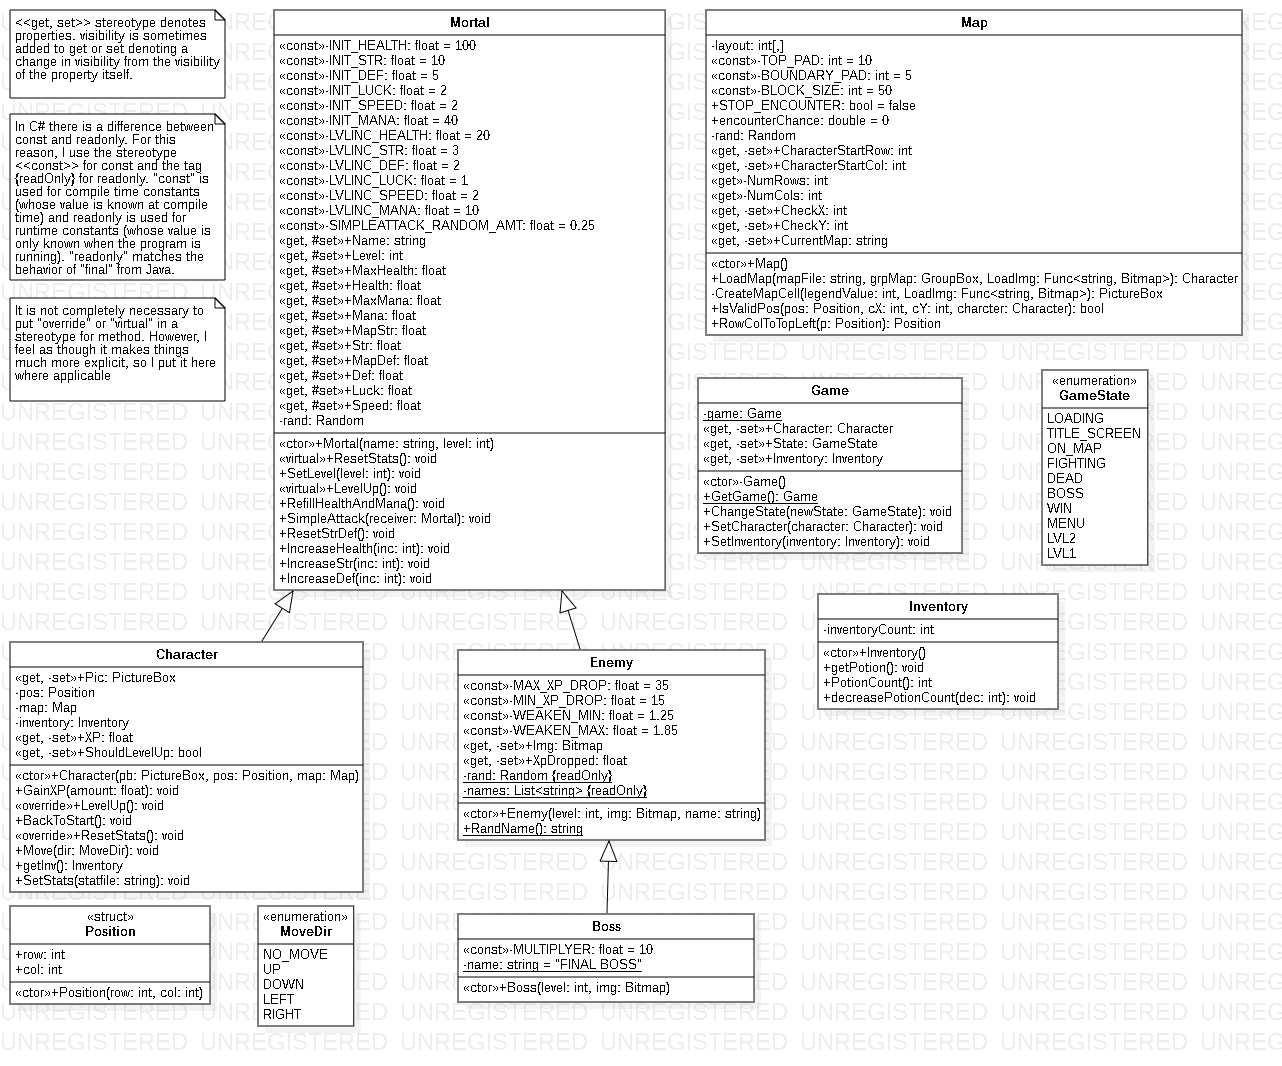 <<get, set>> stereotype denotes
properties. visibility is sometimes
added to get or set denoting a
change in visibility from the visibility
of the property itself.
In C# there is a difference between
const and readonly. For this
reason, I use the stereotype
<<const>> for const and the tag
{readOnly} for readonly. "const" is
used for compile time constants
(whose value is known at compile
time) and readonly is used for
runtime constants (whose value is
only known when the program is
running). "readonly" matches the
behavior of "final" from Java.
It is not completely necessary to
put "override" or "virtual" in a
stereotype for method. However, I
feel as though it makes things
much more explicit, so I put it here
where applicable
Mortal
«const»-INIT_HEALTH: float = 100
«const»-INIT_STR: float = 10
«const»-INIT_DEF: float = 5
«const»-INIT_LUCK: float = 2
«const»-INIT_SPEED: float = 2
«const»-INIT_MANA: float = 40
«const»-LVLINC_HEALTH: float = 20
«const»-LVLINC_STR: float = 3
«const»-LVLINC_DEF: float = 2
«const»-LVLINC_LUCK: float = 1
«const»-LVLINC_SPEED: float = 2
«const»-LVLINC_MANA: float = 10
«const»-SIMPLEATTACK_RANDOM_AMT: float = 0.25
«get, #set»+Name: string
«get, #set»+Level: int
«get, #set»+MaxHealth: float
«get, #set»+Health: float
«get, #set»+MaxMana: float
«get, #set»+Mana: float
«get, #set»+MapStr: float
«get, #set»+Str: float
«get, #set»+MapDef: float
«get, #set»+Def: float
«get, #set»+Luck: float
«get, #set»+Speed: float
-rand: Random
«ctor»+Mortal(name: string, level: int)
«virtual»+ResetStats(): void
+SetLevel(level: int): void
«virtual»+LevelUp(): void
+RefillHealthAndMana(): void
+SimpleAttack(receiver: Mortal): void
+ResetStrDef(): void
+IncreaseHealth(inc: int): void
+IncreaseStr(inc: int): void
+IncreaseDef(inc: int): void
Map
-layout: int[,]
«const»-TOP_PAD: int = 10
«const»-BOUNDARY_PAD: int = 5
«const»-BLOCK_SIZE: int = 50
+STOP_ENCOUNTER: bool = false
+encounterChance: double = 0
-rand: Random
«get, -set»+CharacterStartRow: int
«get, -set»+CharacterStartCol: int
«get»-NumRows: int
«get»-NumCols: int
«get, -set»+CheckX: int
«get, -set»+CheckY: int
«get, -set»+CurrentMap: string
«ctor»+Map()
+LoadMap(mapFile: string, grpMap: GroupBox, LoadImg: Func<string, Bitmap>): Character
-CreateMapCell(legendValue: int, LoadImg: Func<string, Bitmap>): PictureBox
+IsValidPos(pos: Position, cX: int, cY: int, charcter: Character): bool
+RowColToTopLeft(p: Position): Position
Game
-game: Game
«get, -set»+Character: Character
«get, -set»+State: GameState
«get, -set»+Inventory: Inventory
«ctor»-Game()
+GetGame(): Game
+ChangeState(newState: GameState): void
+SetCharacter(character: Character): void
+SetInventory(inventory: Inventory): void
«enumeration»
GameState
LOADING
TITLE_SCREEN
ON_MAP
FIGHTING
DEAD
BOSS
WIN
MENU
LVL2
LVL1
Inventory
-inventoryCount: int
«ctor»+Inventory()
+getPotion(): void
+PotionCount(): int
+decreasePotionCount(dec: int): void
Character
«get, -set»+Pic: PictureBox
-pos: Position
-map: Map
-inventory: Inventory
«get, -set»+XP: float
«get, -set»+ShouldLevelUp: bool
«ctor»+Character(pb: PictureBox, pos: Position, map: Map)
+GainXP(amount: float): void
«override»+LevelUp(): void
+BackToStart(): void
«override»+ResetStats(): void
+Move(dir: MoveDir): void
+getInv(): Inventory
+SetStats(statfile: string): void
Enemy
«const»-MAX_XP_DROP: float = 35
«const»-MIN_XP_DROP: float = 15
«const»-WEAKEN_MIN: float = 1.25
«const»-WEAKEN_MAX: float = 1.85
«get, -set»+Img: Bitmap
«get, -set»+XpDropped: float
-rand: Random {readOnly}
-names: List<string> {readOnly}
«ctor»+Enemy(level: int, img: Bitmap, name: string)
+RandName(): string
«struct»
Position
+row: int
+col: int
«ctor»+Position(row: int, col: int)
«enumeration»
MoveDir
NO_MOVE
UP
DOWN
LEFT
RIGHT
Boss
«const»-MULTIPLYER: float = 10
-name: string = "FINAL BOSS"
«ctor»+Boss(level: int, img: Bitmap)